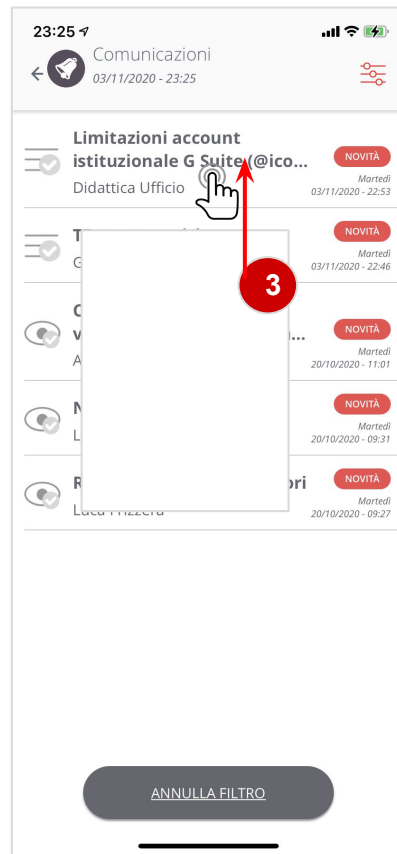 23:25
Comunicazioni
03/11/2020 - 23:25
Limitazioni account
istituzionale G Suite (@ico...
NOVITÀ
Didattica Ufficio
Martedì
03/11/2020 - 22:53
NOVITÀ
Martedì
03/11/2020 - 22:46
3
NOVITÀ
Martedì
20/10/2020 - 11:01
NOVITÀ
Martedì
20/10/2020 - 09:31
NOVITÀ
Martedì
20/10/2020 - 09:27
ANNULLA FILTRO